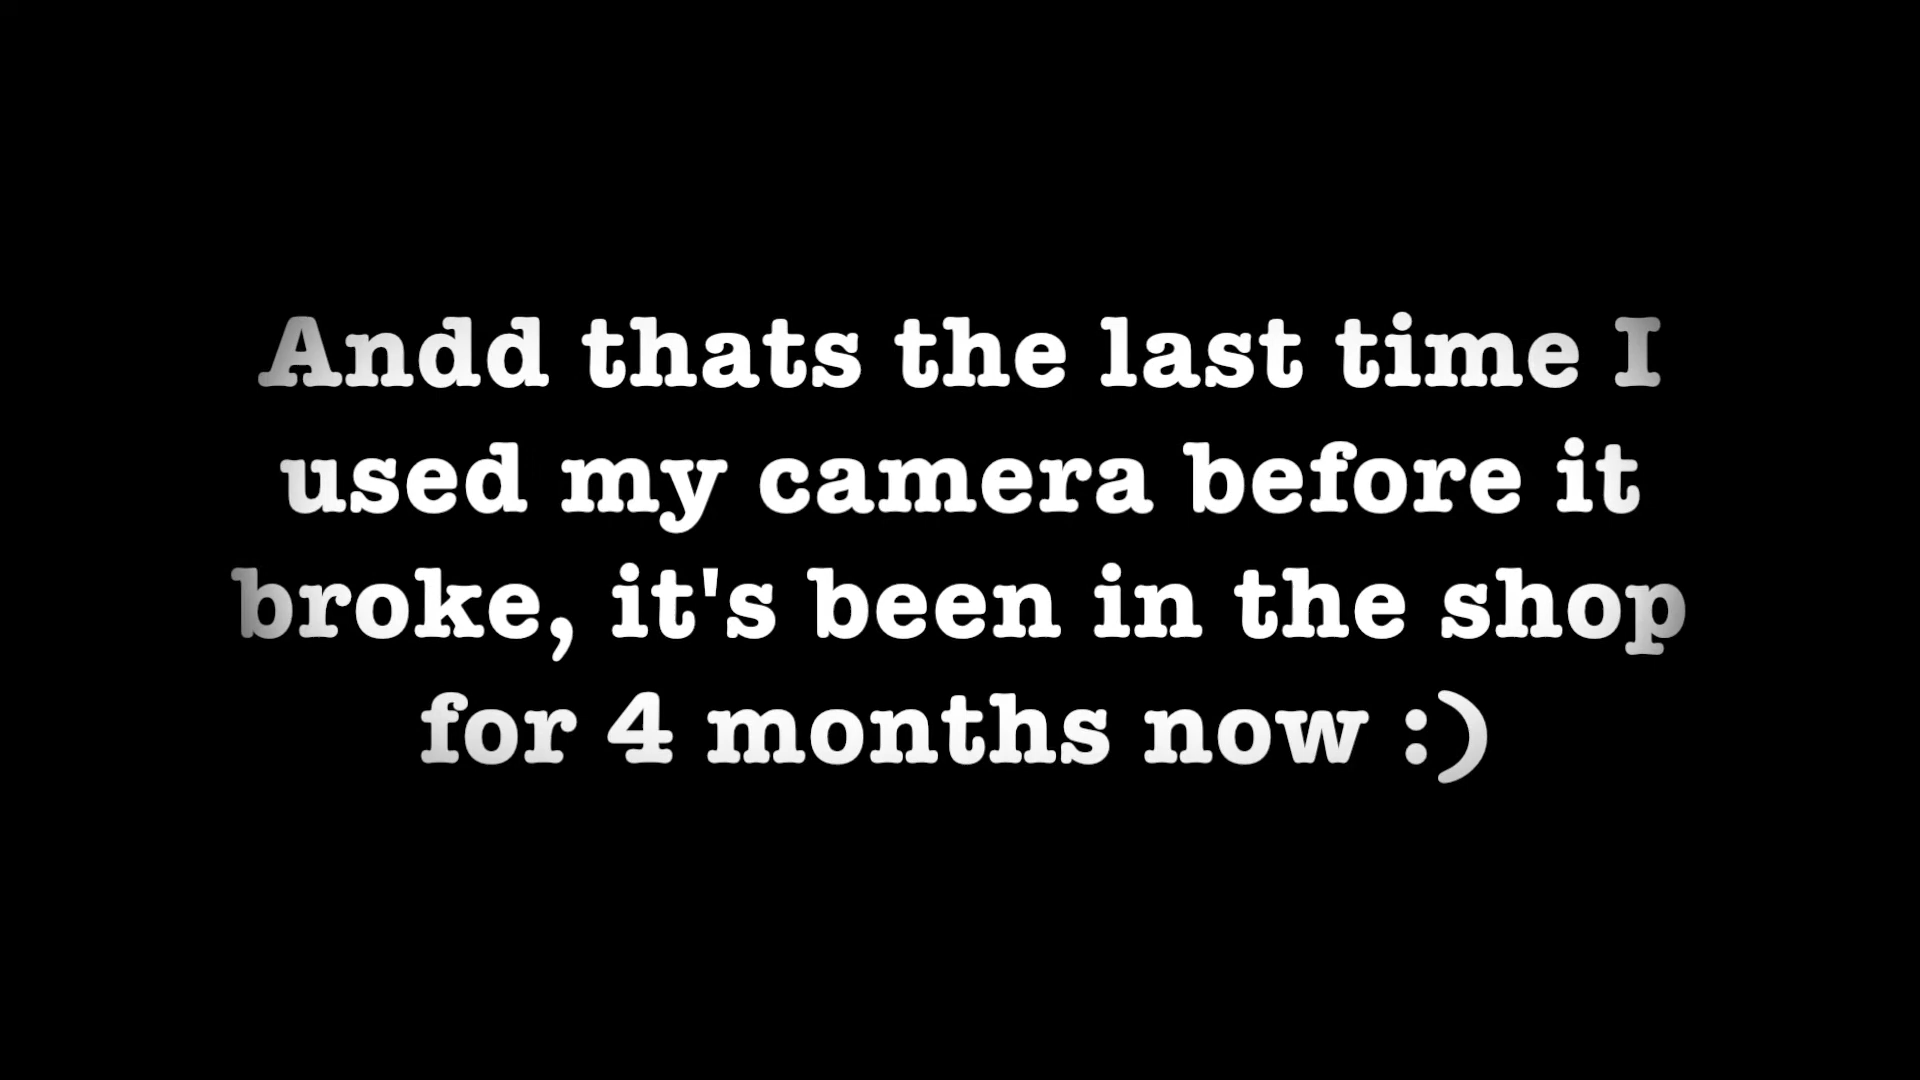 Andd thats the last time I
used my camera before it
broke, it's been in the shop
for 4 months now :)